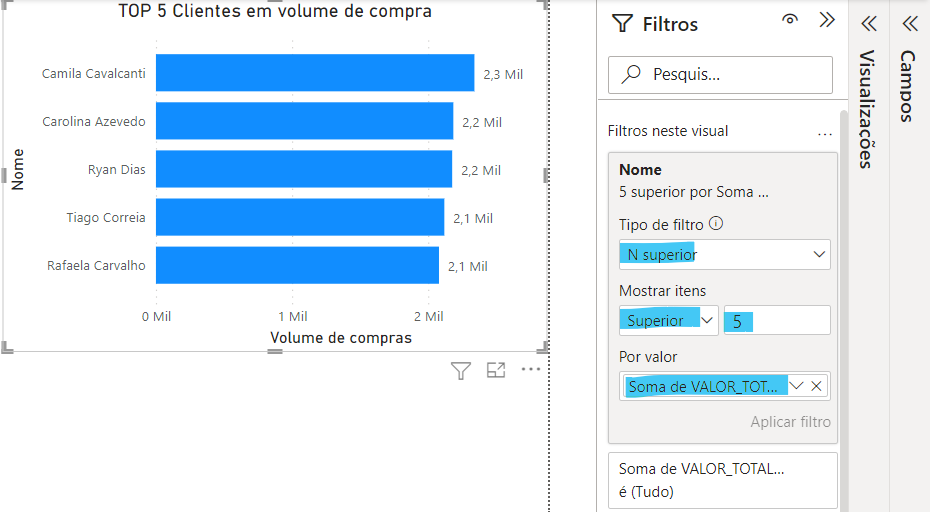 TOP 5 Clientes em volume de compra
Nome
Camila Cavalcanti
2,3 Mil
Carolina Azevedo
2,2 Mil
Ryan Dias
2,2 Mil
Tiago Correia
2,1 Mil
Rafaela Carvalho
2,1 Mil
0 Mil
1 Mil
2 Mil
Volume de compras
Filtros
Pesquis...
Filtros neste visual
...
Nome
5 superior por Soma ...
Tipo de filtro
N superior
Mostrar itens
Superior
5
Por valor
Soma de VALOR_TOT...
Aplicar filtro
Soma de VALOR_TOTAL...
é (Tudo)
Visualizações
Campos